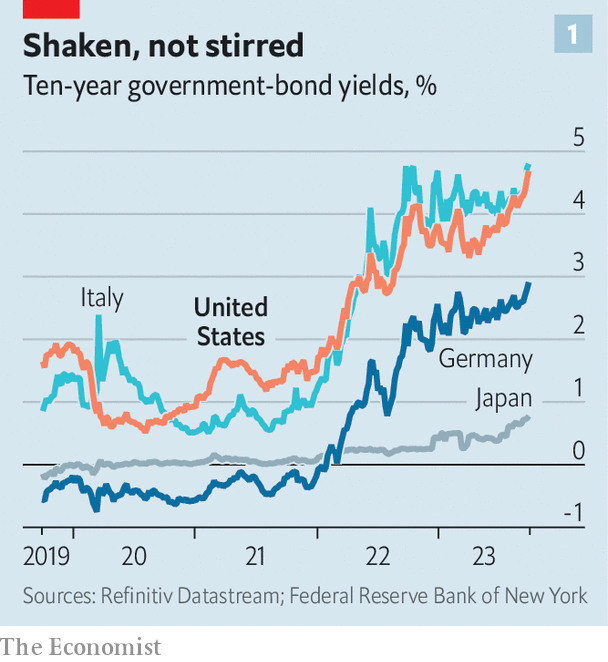 Shaken, not stirred
1
Ten-year government-bond yields, %
5
4
3
2
1
0
-1
Italy
United
States
Germany
Japan
2019 20 21 22 23
Sources: Refinitiv Datastream; Federal Reserve Bank of New York
The Economist